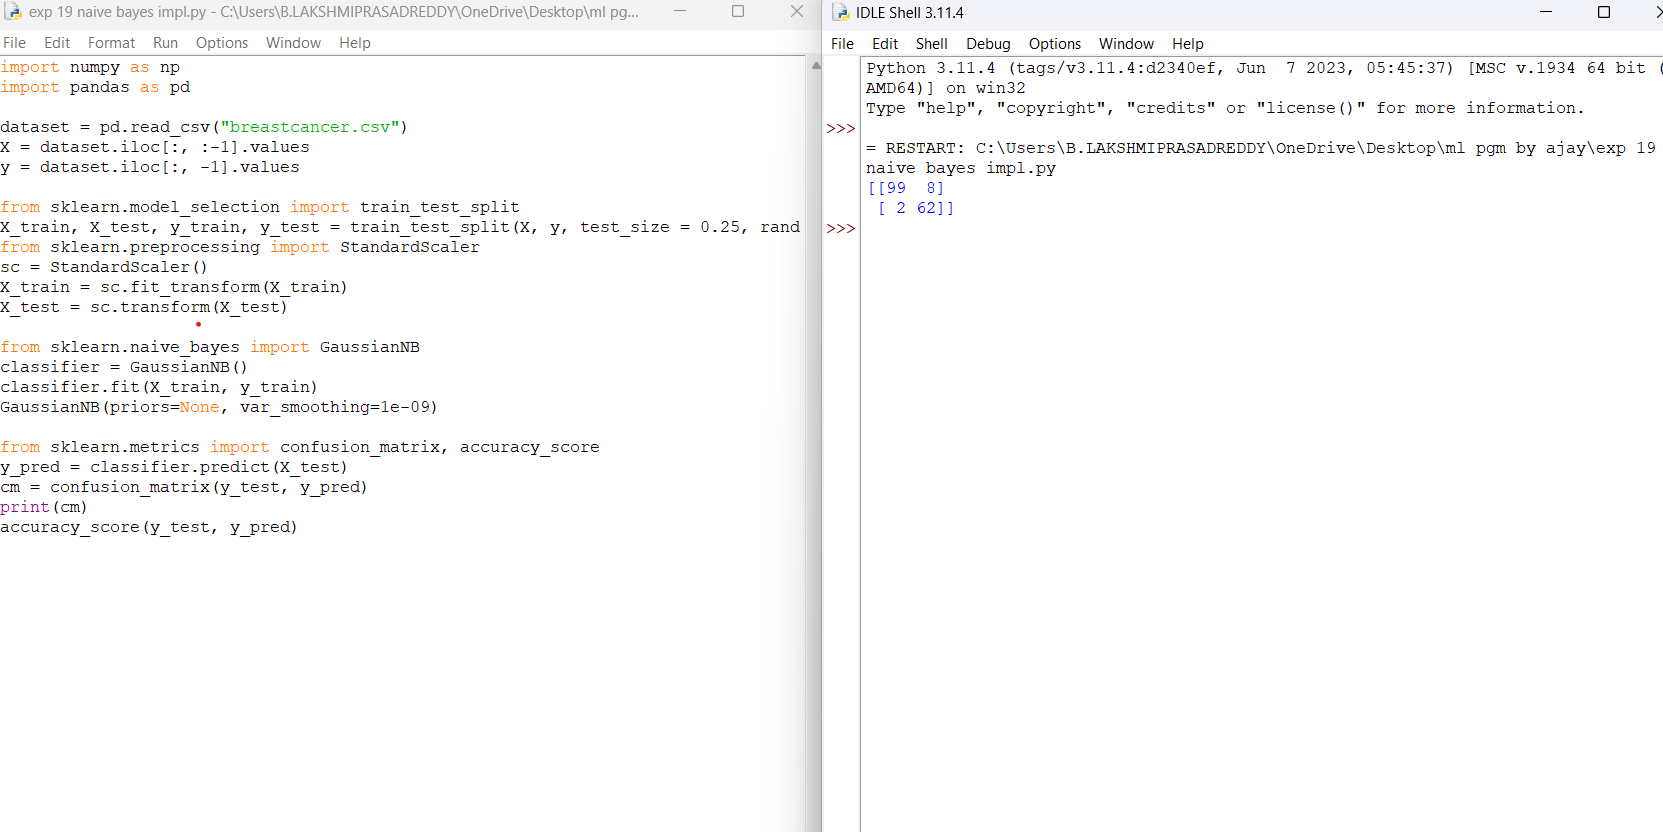 exp 19 naive bayes impl.py - C:\Users\B.LAKSHMIPRASADREDDY\OneDrive\Desktop\ml pg...
File Edit Format Run Options Window Help
import numpy as np
import pandas as pd
dataset = pd.read_csv("breastcancer.csv")
X = dataset.iloc[:, :-1].values
y = dataset.iloc[:, -1].values
from sklearn.model_selection import train_test_split
X_train, X_test, y_train, y_test = train_test_split(X, y, test_size = 0.25, rand
from sklearn.preprocessing import StandardScaler
sc = StandardScaler()
X_train = sc.fit_transform(X_train)
X_test = sc.transform(X_test)
from sklearn.naive_bayes import GaussianNB
classifier = GaussianNB()
classifier.fit(X_train, y_train)
GaussianNB(priors=None, var_smoothing=1e-09)
from sklearn.metrics import confusion_matrix, accuracy_score
y_pred = classifier.predict(X_test)
cm = confusion_matrix(y_test, y_pred)
print(cm)
accuracy_score(y_test, y_pred)
IDLE Shell 3.11.4
File Edit Shell Debug Options Window Help
Python 3.11.4 (tags/v3.11.4:d2340ef, Jun  7 2023, 05:45:37) [MSC v.1934 64 bit (
AMD64)] on win32
Type "help", "copyright", "credits" or "license()" for more information.
>>>
= RESTART: C:\Users\B.LAKSHMIPRASADREDDY\OneDrive\Desktop\ml pgm by ajay\exp 19
naive bayes impl.py
[[99  8]
 [ 2 62]]
>>>